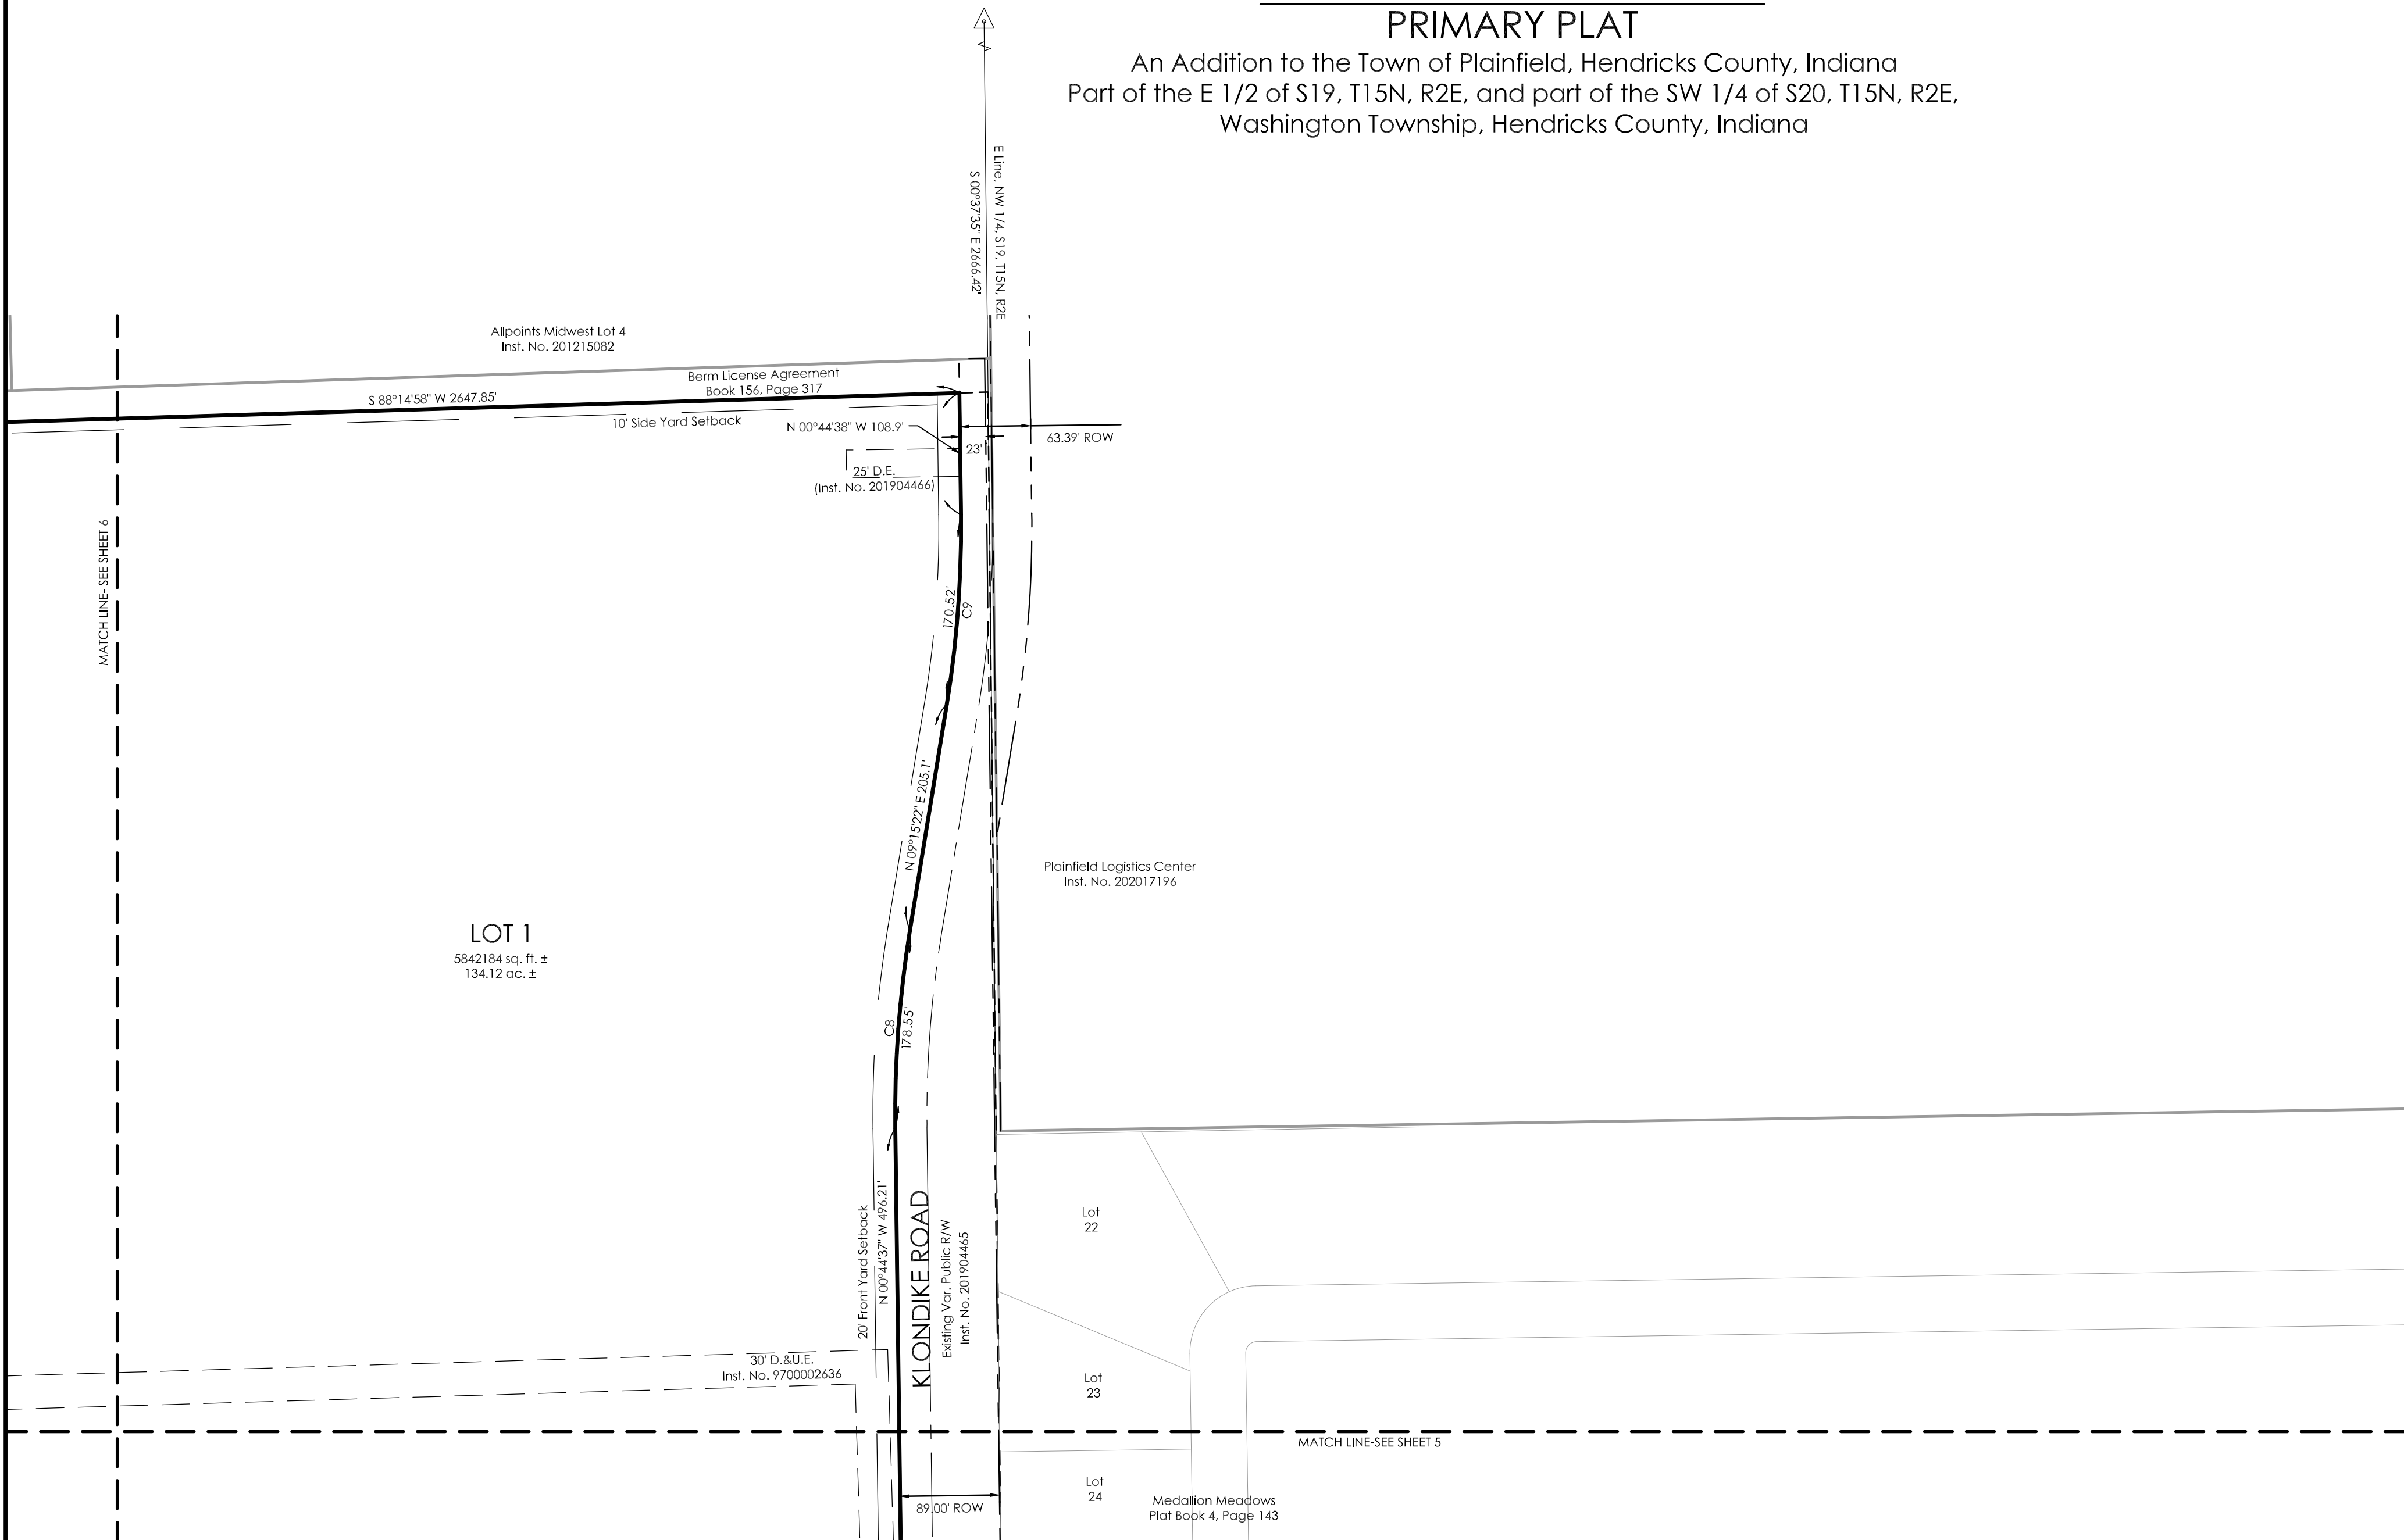 PRIMARY PLAT
An Addition to the Town of Plainfield, Hendricks County, Indiana
Part of the E 1/2 of S19, T15N, R2E, and part of the SW 1/4 of S20, T15N, R2E,
Washington Township, Hendricks County, Indiana
E Line, NW 1/4, S19, T15N, R2E
S 00°37'35" E 2666.42'
Allpoints Midwest Lot 4
Inst. No. 201215082
Berm License Agreement
Book 156, Page 317
S 88°14'58" W 2647.85'
10' Side Yard Setback
N 00°44'38" W 108.9'
63.39' ROW
23'
25' D.E.
(Inst. No. 201904466)
MATCH LINE- SEE SHEET 6
170.52'
C9
N 09°15'22" E 205.1'
Plainfield Logistics Center
Inst. No. 202017196
LOT 1
5842184 sq. ft. ±
134.12 ac. ±
C8
178.55'
20' Front Yard Setback
N 00°44'37" W 496.21'
KLONDIKE ROAD
Existing Var. Public R/W
Inst. No. 201904465
Lot
22
30' D.&U.E.
Inst. No. 9700002636
Lot
23
MATCH LINE-SEE SHEET 5
Lot
24
89.00' ROW
Medallion Meadows
Plat Book 4, Page 143